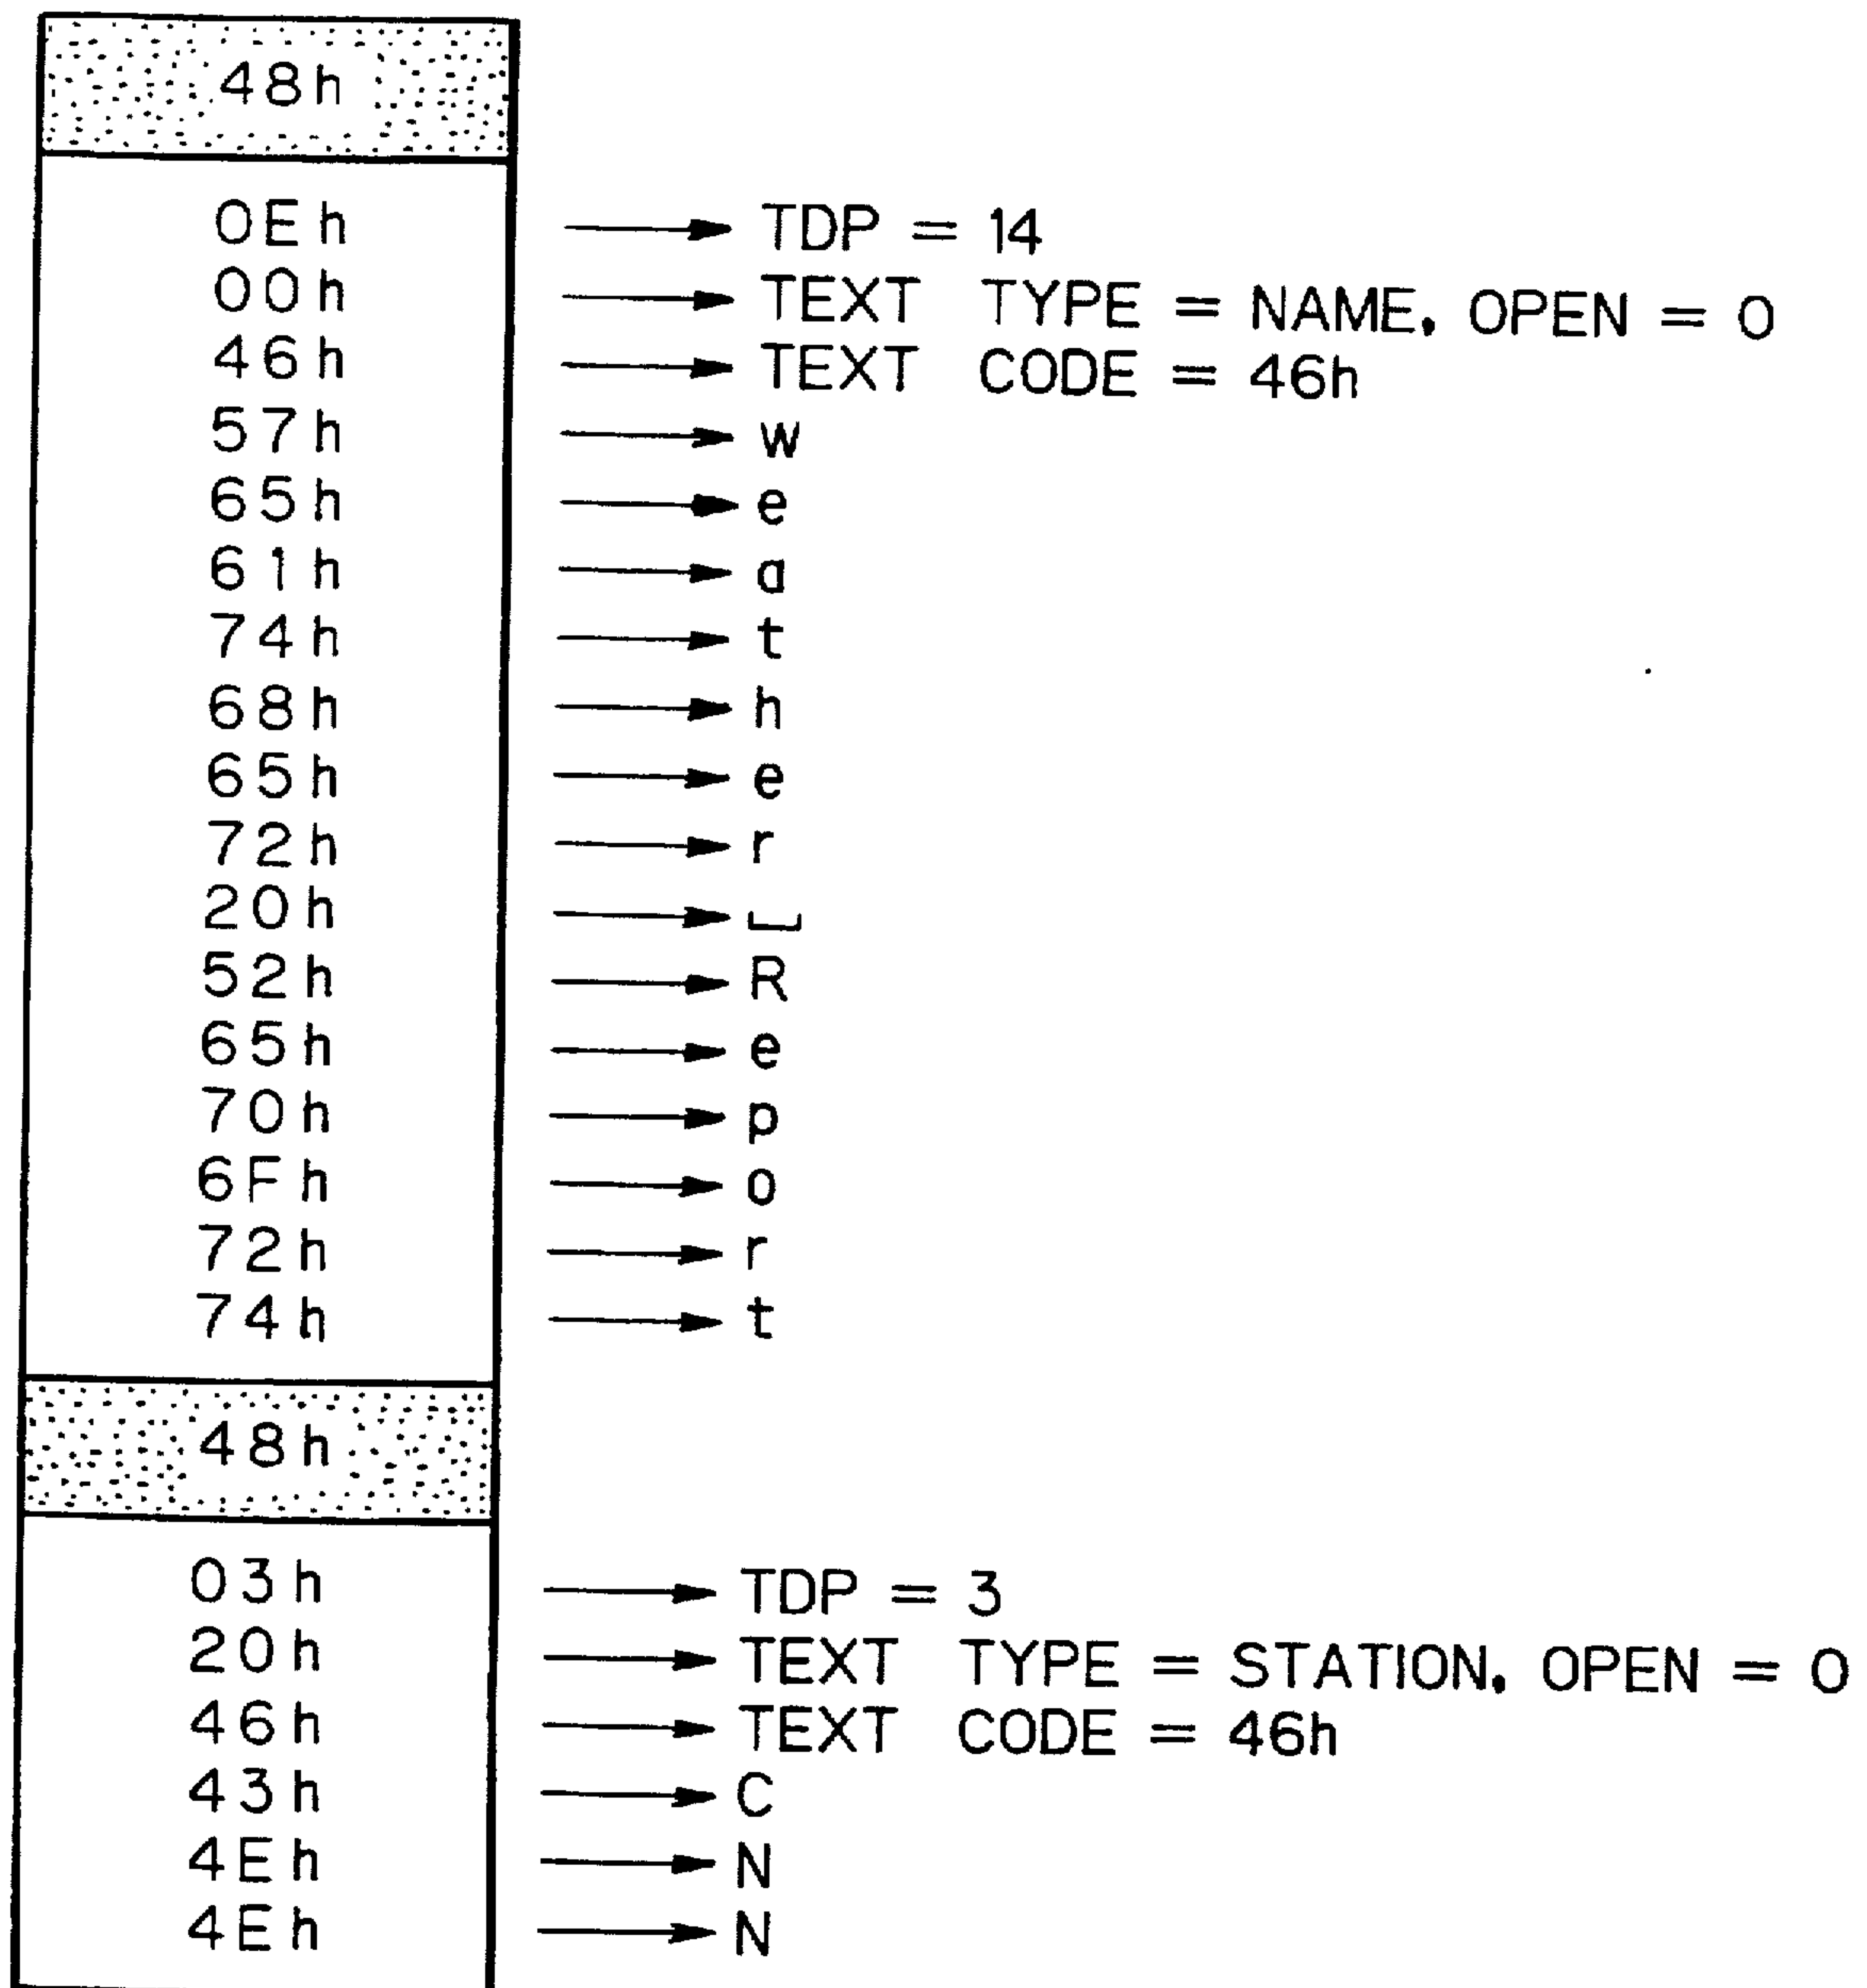 48h
0Eh → TDP = 14
00h → TEXT TYPE = NAME, OPEN = 0
46h → TEXT CODE = 46h
57h → w
65h → e
61h → a
74h → t
68h → h
65h → e
72h → r
20h → ⎵
52h → R
65h → e
70h → p
6Fh → o
72h → r
74h → t
48h
03h → TDP = 3
20h → TEXT TYPE = STATION, OPEN = 0
46h → TEXT CODE = 46h
43h → C
4Eh → N
4Eh → N